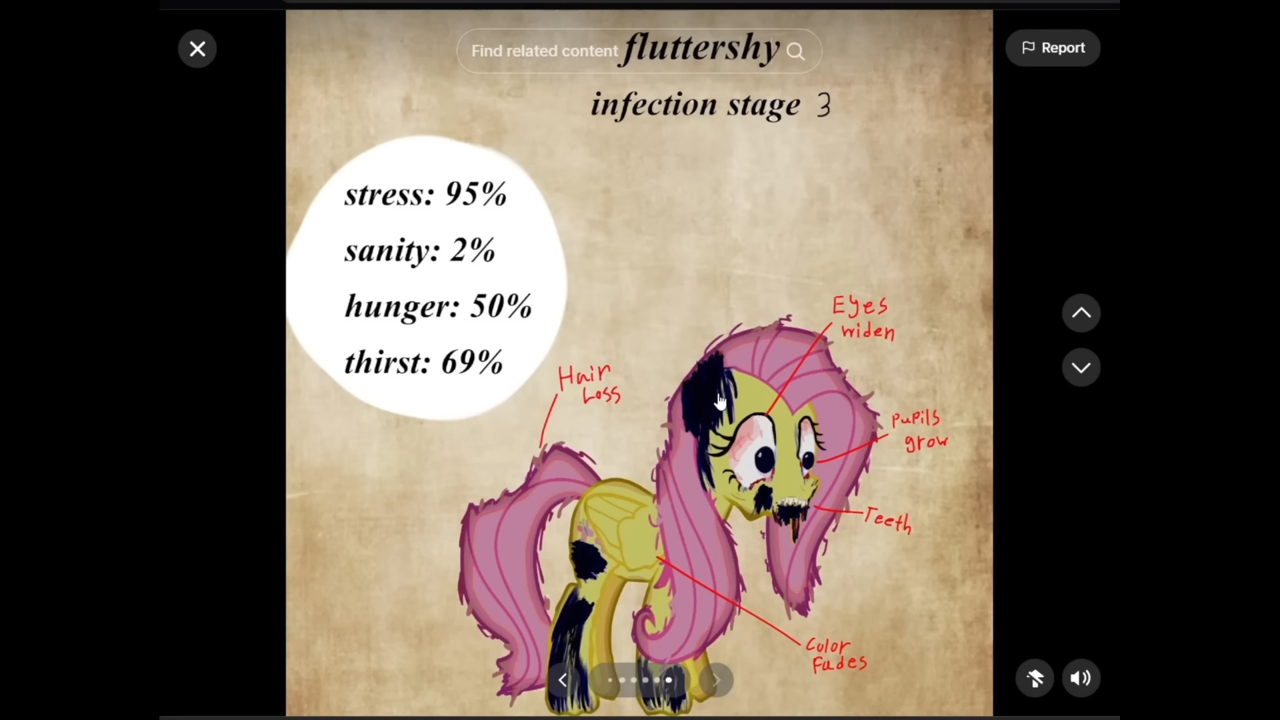 Find related content
fluttershy
Report
infection stage 3
stress: 95%
sanity: 2%
hunger: 50%
thirst: 69%
Eyes
widen
Hair
Loss
pupils
grow
Teeth
Color
Fades